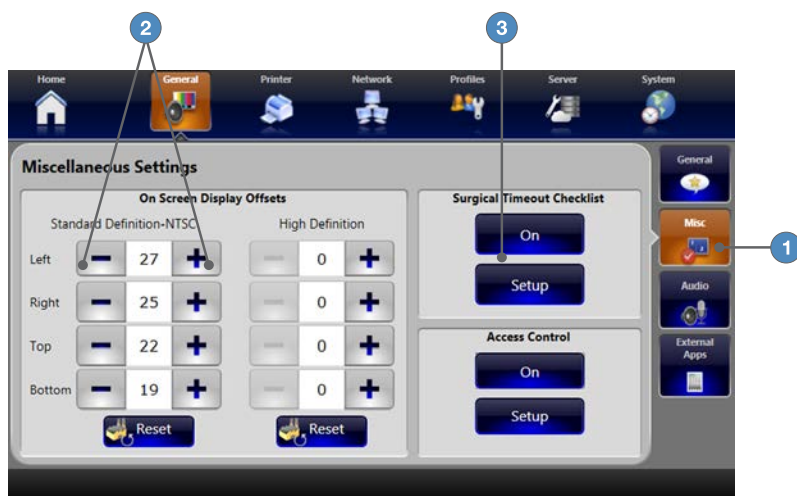 2 3
Home General Printer Network Profiles Server System
Miscellaneous Settings
General
On Screen Display Offsets
Surgical Timeout Checklist
Standard Definition-NTSC High Definition
On
Misc
1
Left 27 0
Setup
Audio
Right 25 0
Top 22 0
Access Control
External
Apps
On
Bottom 19 0
Setup
Reset Reset